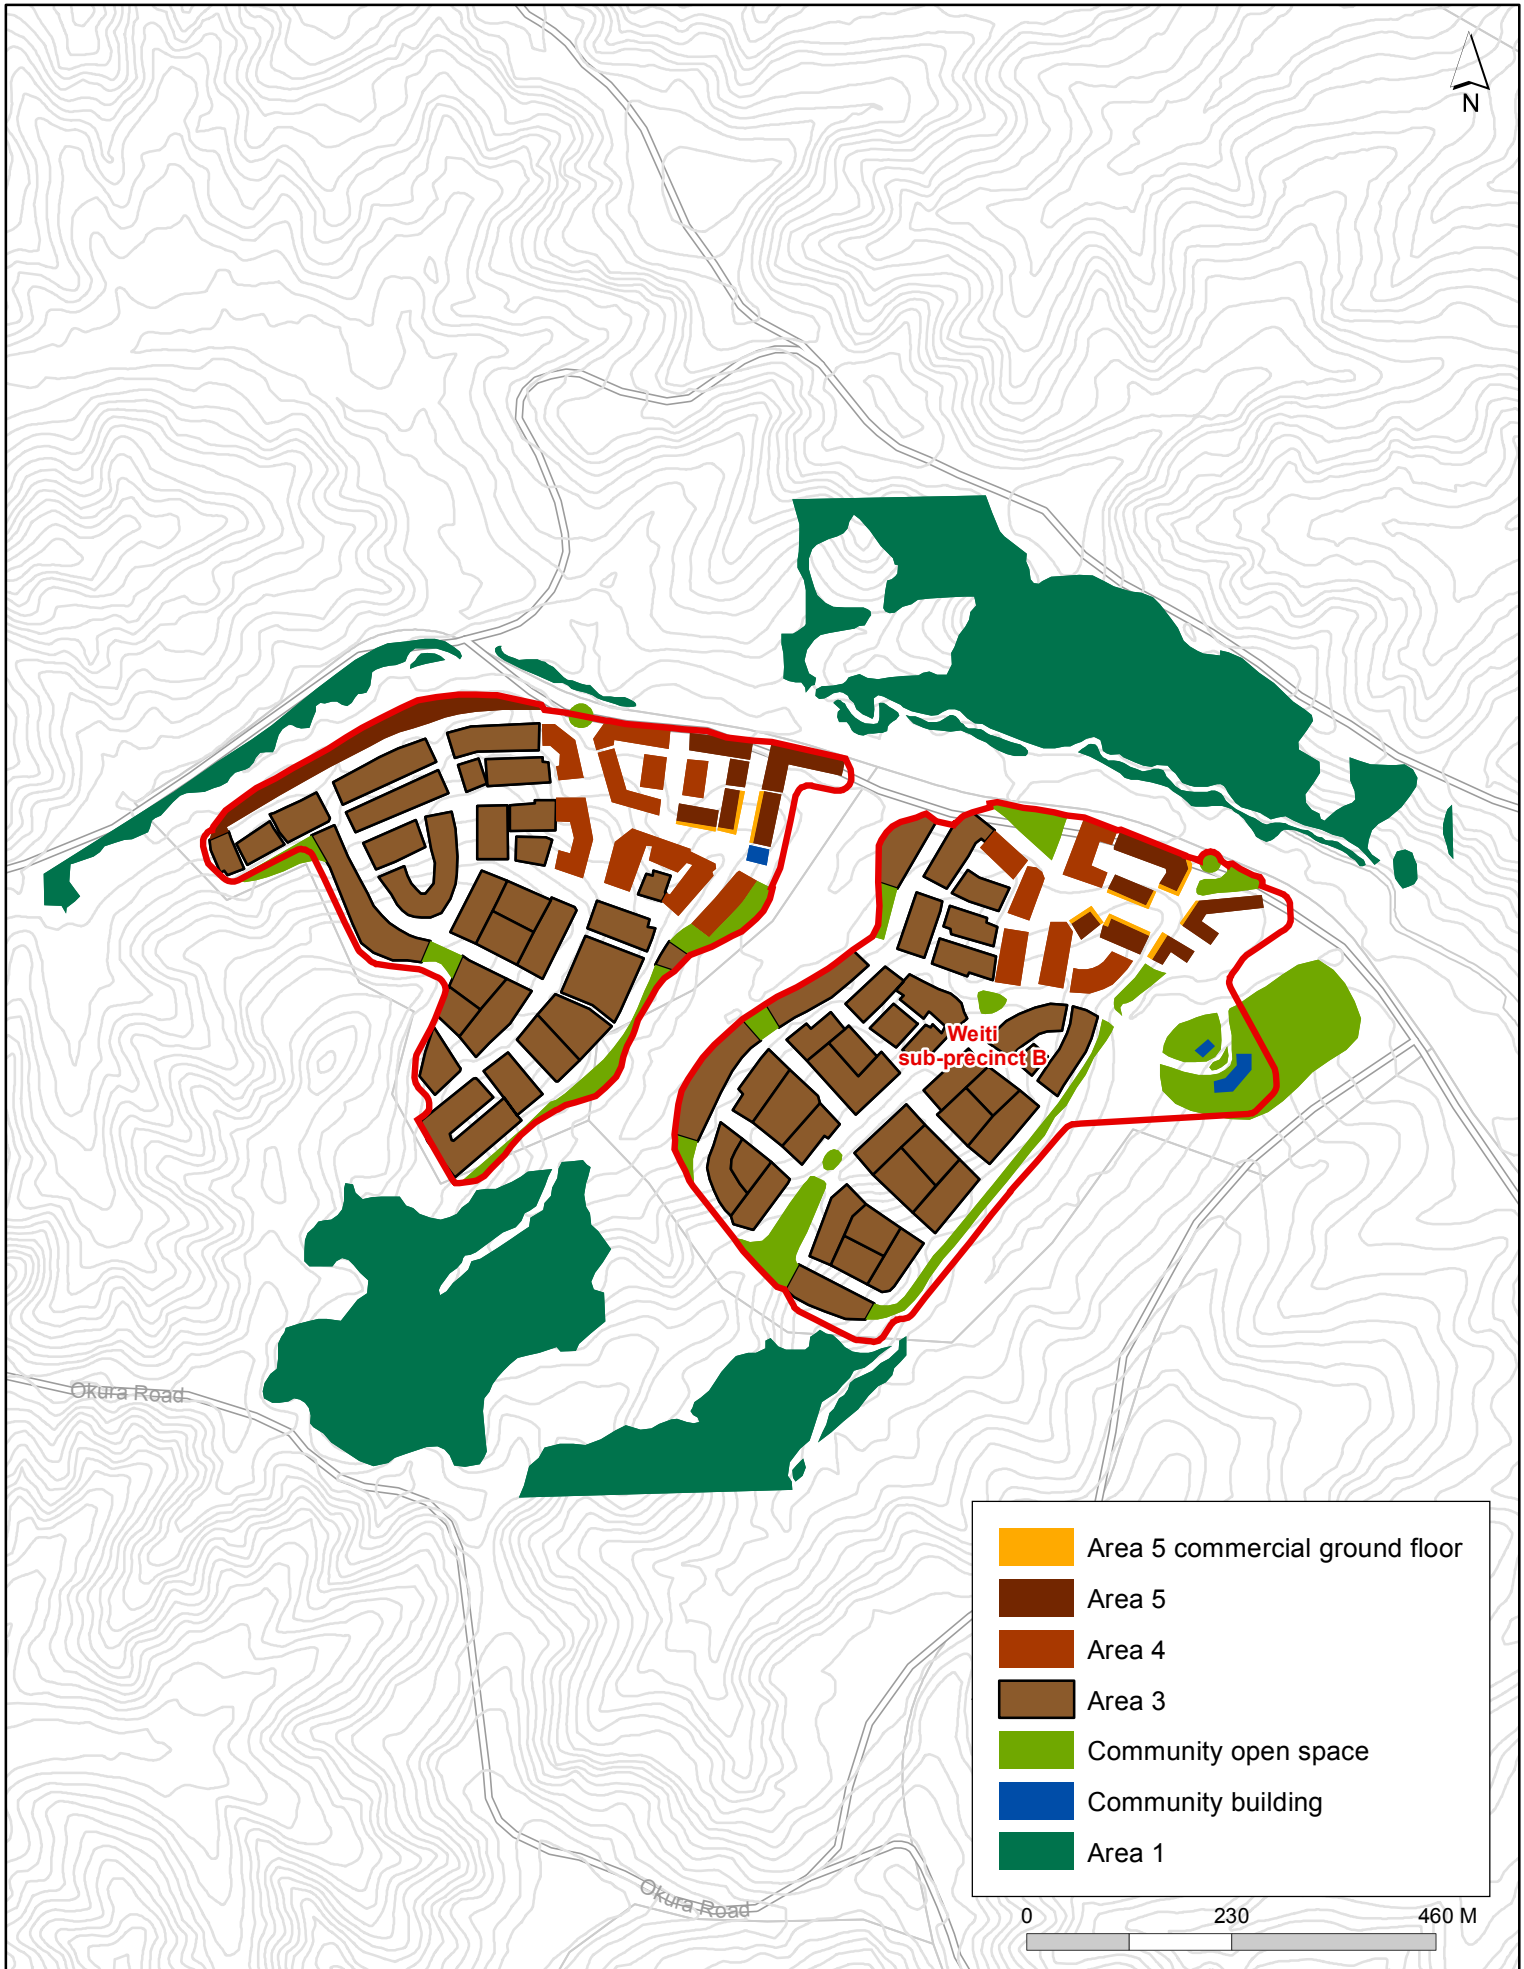 N
Weiti
sub-precinct B
Okura Road
Area 5 commercial ground floor
Area 5
Area 4
Area 3
Community open space
Community building
Area 1
Okura Road
0 230 460 M